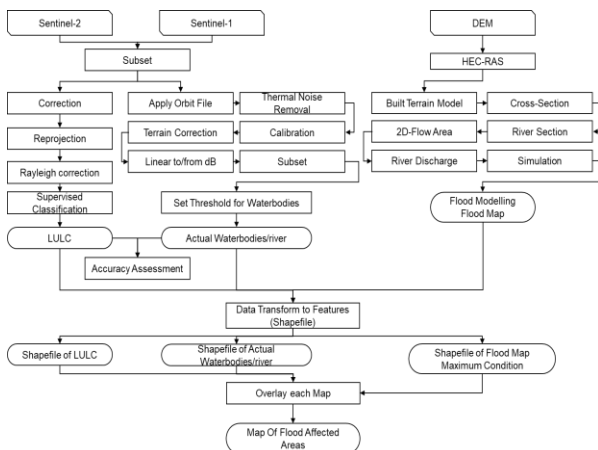 Sentinel-2
Sentinel-1
DEM
Subset
HEC-RAS
Correction
Apply Orbit File
Thermal Noise
Removal
Built Terrain Model
Cross-Section
Reprojection
Terrain Correction
Calibration
2D-Flow Area
River Section
Rayleigh correction
Linear to/from dB
Subset
River Discharge
Simulation
Supervised
Classification
Set Threshold for Waterbodies
Flood Modelling
Flood Map
LULC
Actual Waterbodies/river
Accuracy Assessment
Data Transform to Features
(Shapefile)
Shapefile of LULC
Shapefile of Actual
Waterbodies/river
Shapefile of Flood Map
Maximum Condition
Overlay each Map
Map Of Flood Affected
Areas